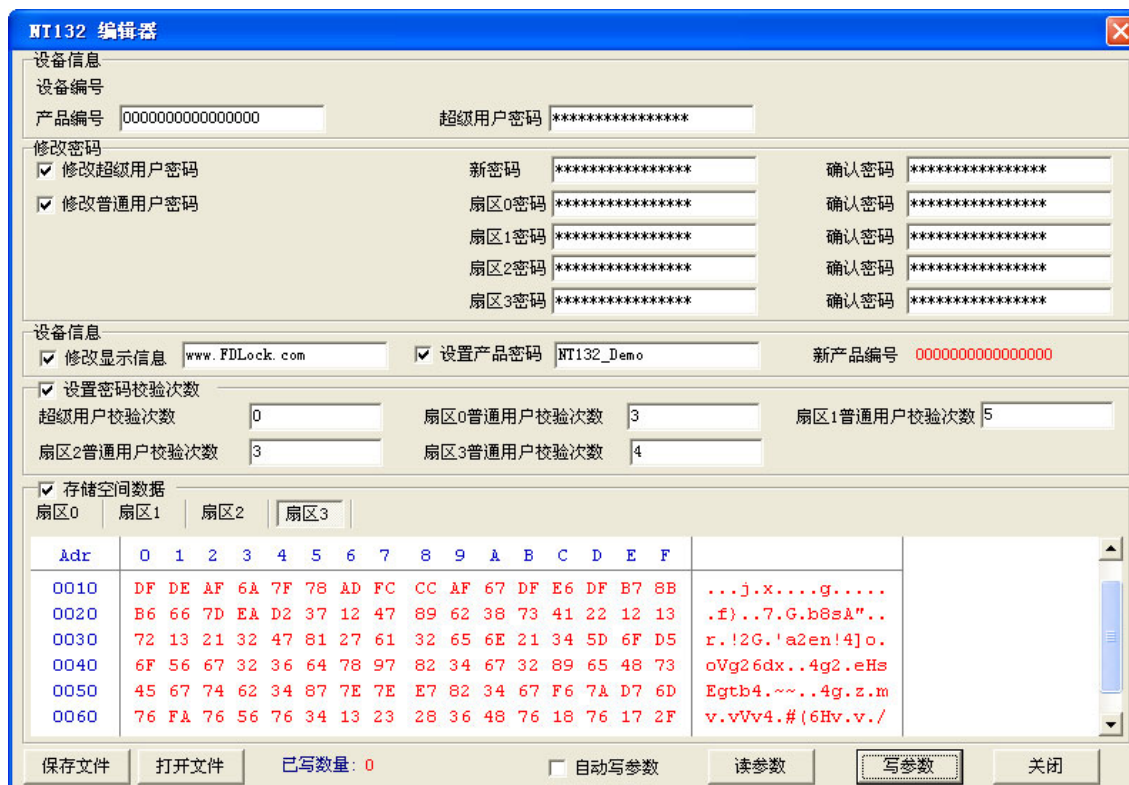 NT132 编辑器
设备信息
设备编号
产品编号 0000000000000000 超级用户密码 ****************
修改密码
修改超级用户密码 新密码 **************** 确认密码 ****************
修改普通用户密码 扇区0密码 **************** 确认密码 ****************
扇区1密码 **************** 确认密码 ****************
扇区2密码 **************** 确认密码 ****************
扇区3密码 **************** 确认密码 ****************
设备信息
修改显示信息 www.FDLock.com 设置产品密码 NT132_Demo 新产品编号 0000000000000000
设置密码校验次数
超级用户校验次数 0 扇区0普通用户校验次数 3 扇区1普通用户校验次数 5
扇区2普通用户校验次数 3 扇区3普通用户校验次数 4
存储空间数据
扇区0 扇区1 扇区2 扇区3
Adr 0 1 2 3 4 5 6 7 8 9 A B C D E F
0010 DF DE AF 6A 7F 78 AD FC CC AF 67 DF E6 DF B7 8B ...j.x....g.....
0020 B6 66 7D EA D2 37 12 47 89 62 38 73 41 22 12 13 .f}..7.G.b8sA"..
0030 72 13 21 32 47 81 27 61 32 65 6E 21 34 5D 6F D5 r.!2G.'a2en!4]o.
0040 6F 56 67 32 36 64 78 97 82 34 67 32 89 65 48 73 oVg26dx..4g2.eHs
0050 45 67 74 62 34 87 7E 7E E7 82 34 67 F6 7A D7 6D Egtb4.~~..4g.z.m
0060 76 FA 76 56 76 34 13 23 28 36 48 76 18 76 17 2F v.vVv4.#(6Hv.v./
保存文件 打开文件 已写数量: 0 自动写参数 读参数 写参数 关闭